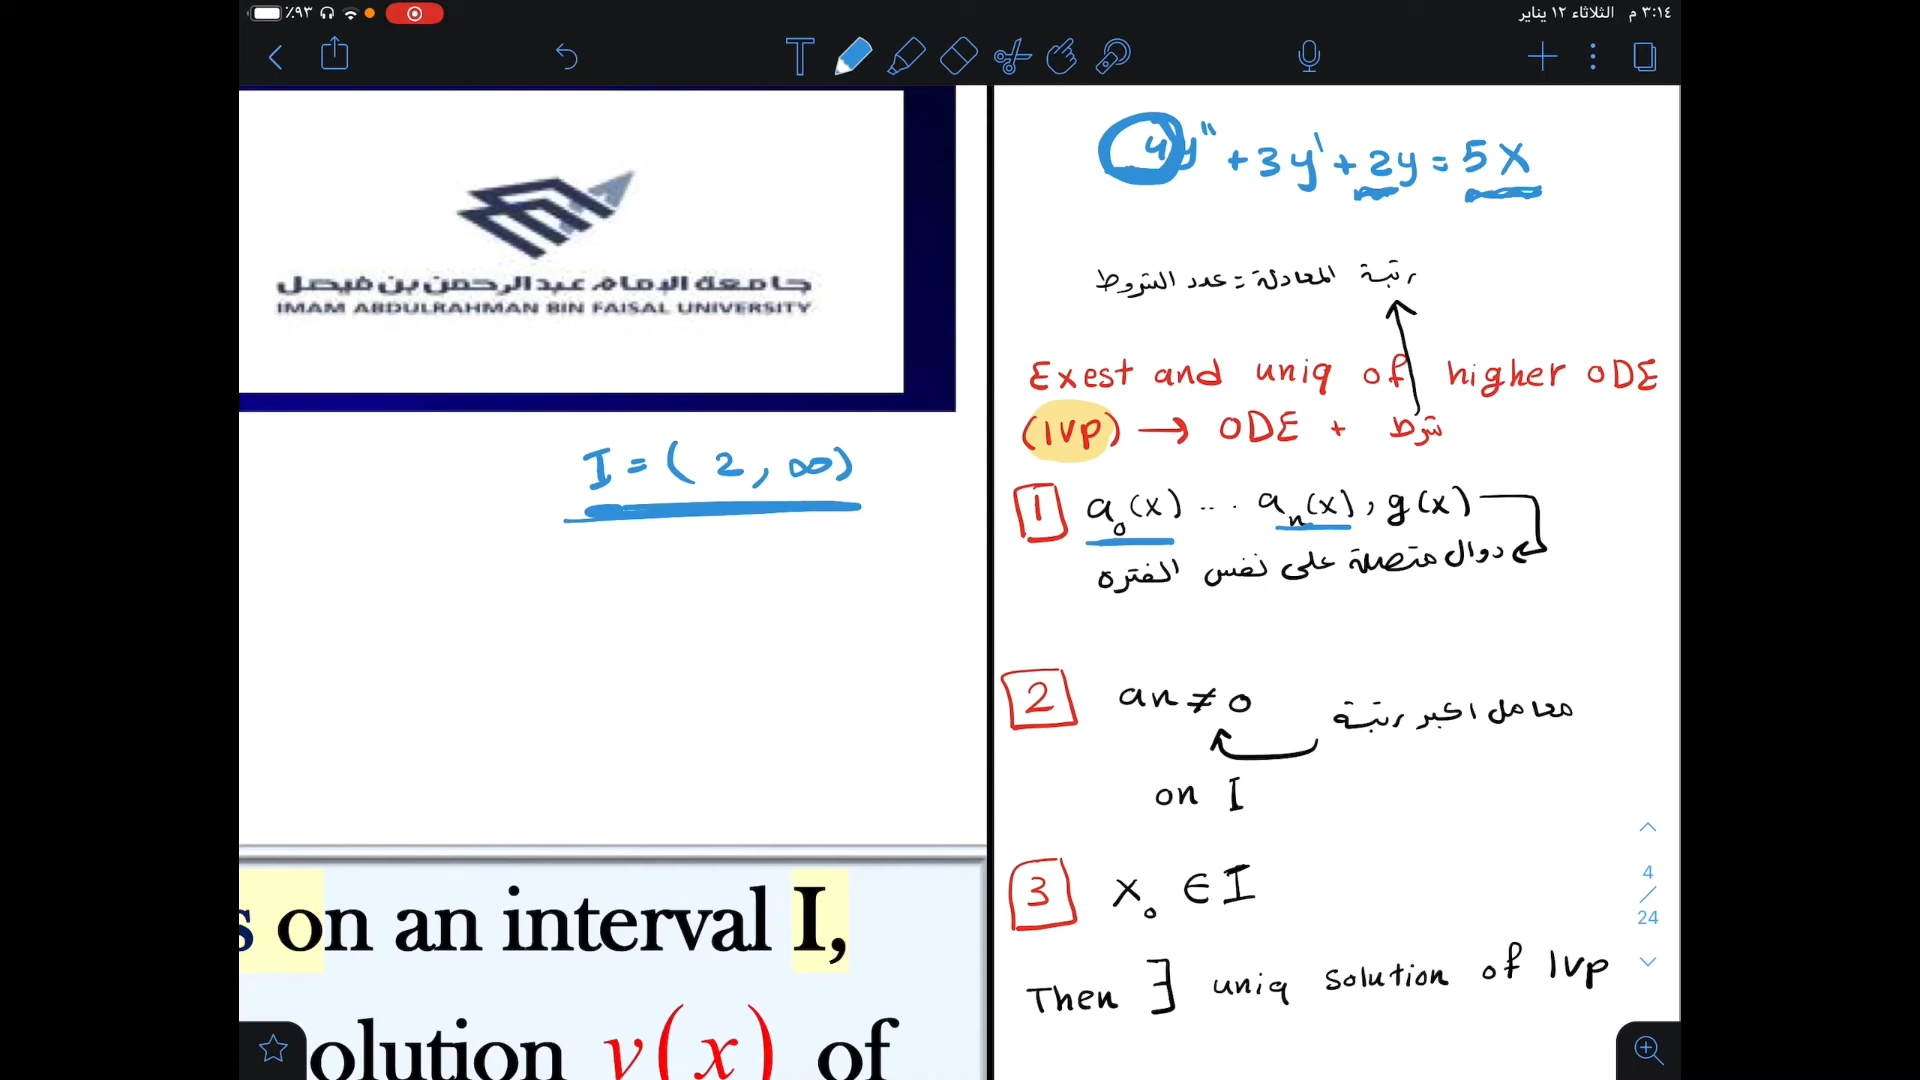 ٣:١٤ م الثلاثاء ١٢ يناير
٪٩٣
جامعة الإمام عبدالرحمن بن فيصل
IMAM ABDULRAHMAN BIN FAISAL UNIVERSITY
I = ( 2 , ∞)
s on an interval I,
olution y(x) of
4y'' + 3y' + 2y = 5X
رتبة المعادلة = عدد الشروط
Exest and uniq of higher ODE
(IVP) → ODE + شرط
1 a₀(x) ... aₙ(x), g(x)
دوال متصلة على نفس الفتره
2 an ≠ 0
معامل اكبر رتبة
on I
3 x₀ ∈ I
Then ∃ uniq solution of IVP
4
/
24